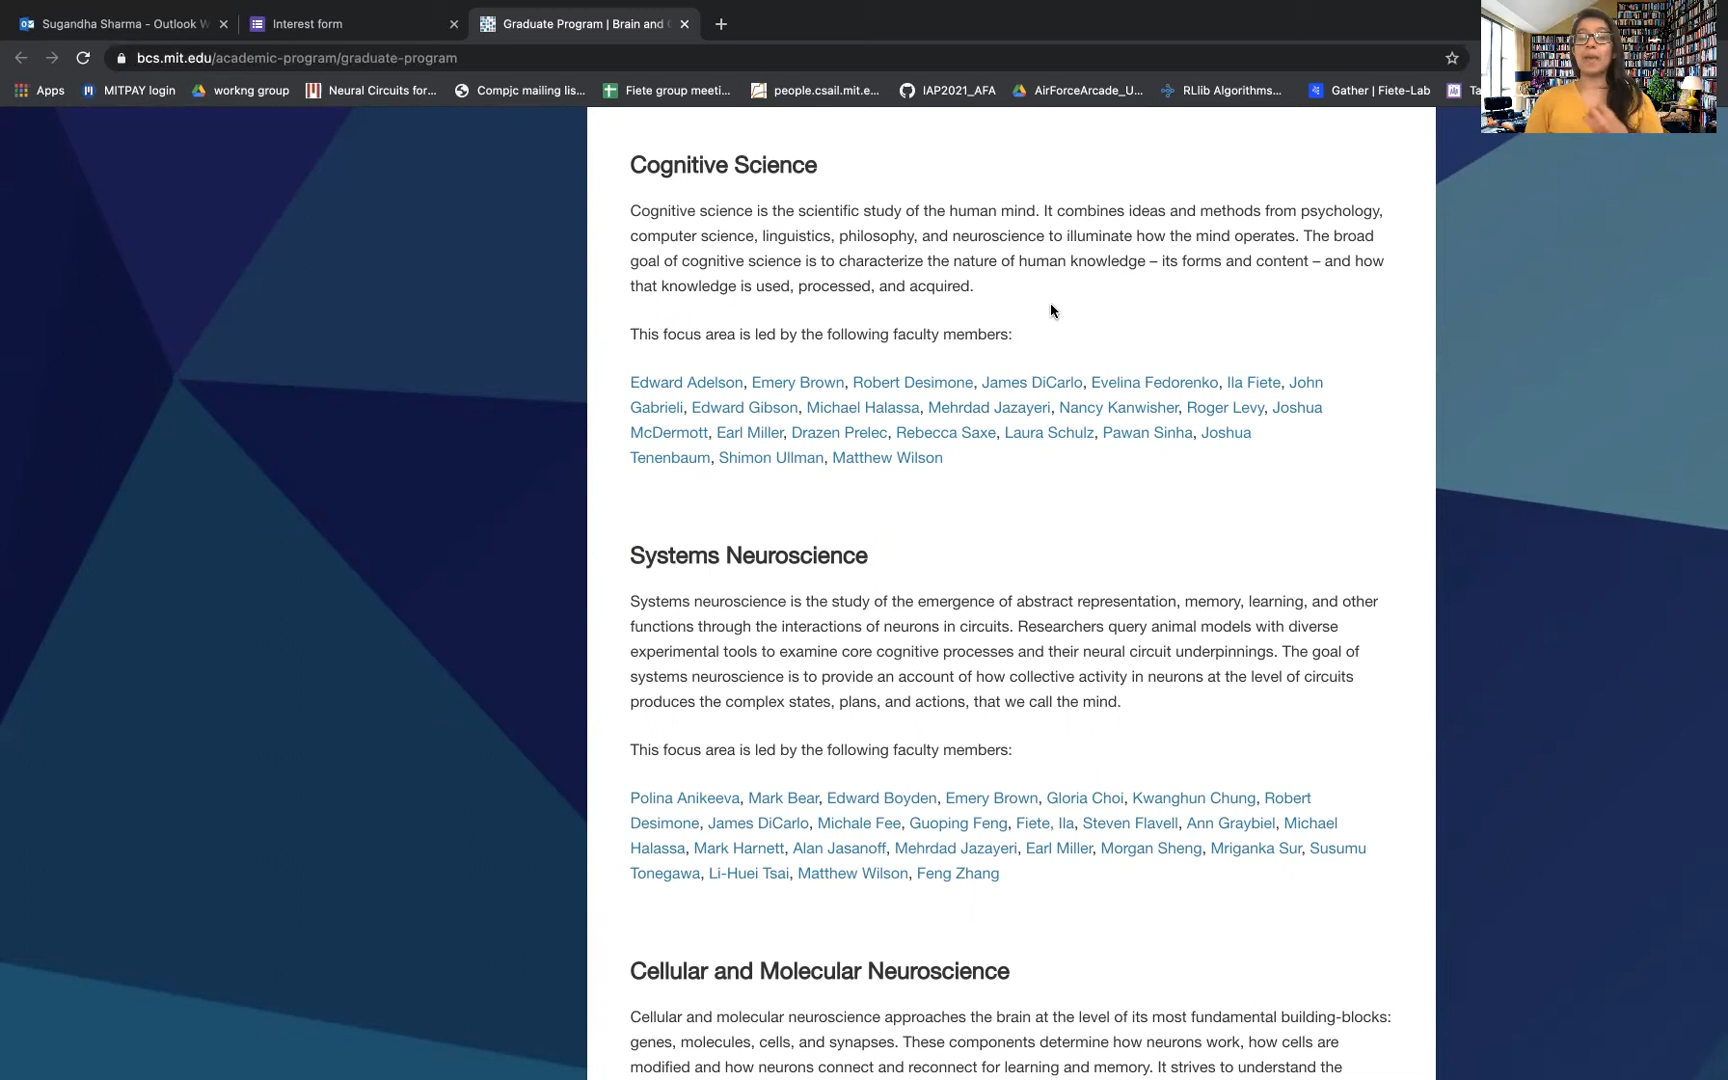 Sugandha Sharma - Outlook W
Interest form
Graduate Program | Brain and C
bcs.mit.edu/academic-program/graduate-program
Apps
MITPAY login
workng group
Neural Circuits for...
Compjc mailing lis...
Fiete group meeti...
people.csail.mit.e...
IAP2021_AFA
AirForceArcade_U...
RLlib Algorithms...
Gather | Fiete-Lab
Ta
Cognitive Science
Cognitive science is the scientific study of the human mind. It combines ideas and methods from psychology,
computer science, linguistics, philosophy, and neuroscience to illuminate how the mind operates. The broad
goal of cognitive science is to characterize the nature of human knowledge – its forms and content – and how
that knowledge is used, processed, and acquired.
This focus area is led by the following faculty members:
Edward Adelson, Emery Brown, Robert Desimone, James DiCarlo, Evelina Fedorenko, Ila Fiete, John
Gabrieli, Edward Gibson, Michael Halassa, Mehrdad Jazayeri, Nancy Kanwisher, Roger Levy, Joshua
McDermott, Earl Miller, Drazen Prelec, Rebecca Saxe, Laura Schulz, Pawan Sinha, Joshua
Tenenbaum, Shimon Ullman, Matthew Wilson
Systems Neuroscience
Systems neuroscience is the study of the emergence of abstract representation, memory, learning, and other
functions through the interactions of neurons in circuits. Researchers query animal models with diverse
experimental tools to examine core cognitive processes and their neural circuit underpinnings. The goal of
systems neuroscience is to provide an account of how collective activity in neurons at the level of circuits
produces the complex states, plans, and actions, that we call the mind.
This focus area is led by the following faculty members:
Polina Anikeeva, Mark Bear, Edward Boyden, Emery Brown, Gloria Choi, Kwanghun Chung, Robert
Desimone, James DiCarlo, Michale Fee, Guoping Feng, Fiete, Ila, Steven Flavell, Ann Graybiel, Michael
Halassa, Mark Harnett, Alan Jasanoff, Mehrdad Jazayeri, Earl Miller, Morgan Sheng, Mriganka Sur, Susumu
Tonegawa, Li-Huei Tsai, Matthew Wilson, Feng Zhang
Cellular and Molecular Neuroscience
Cellular and molecular neuroscience approaches the brain at the level of its most fundamental building-blocks:
genes, molecules, cells, and synapses. These components determine how neurons work, how cells are
modified and how neurons connect and reconnect for learning and memory. It strives to understand the